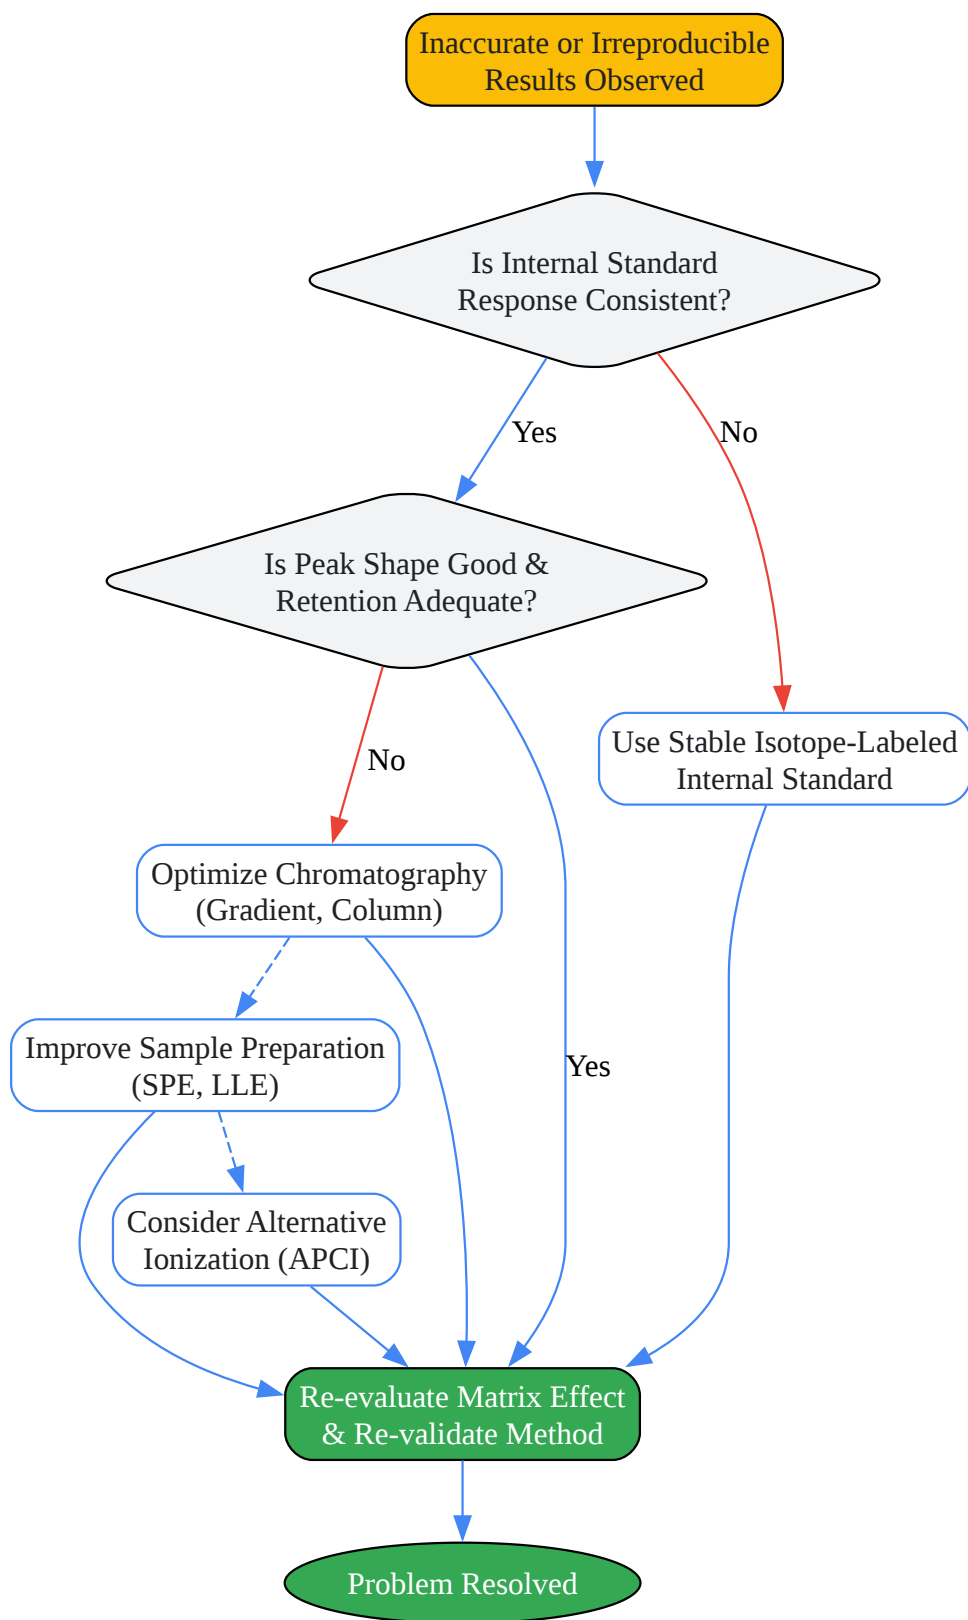 Inaccurate or Irreproducible
Results Observed
Is Internal Standard
Response Consistent?
Yes
No
Is Peak Shape Good &
Retention Adequate?
Use Stable Isotope-Labeled
Internal Standard
No
Optimize Chromatography
(Gradient, Column)
Improve Sample Preparation
(SPE, LLE)
Yes
Consider Alternative
Ionization (APCI)
Re-evaluate Matrix Effect
& Re-validate Method
Problem Resolved